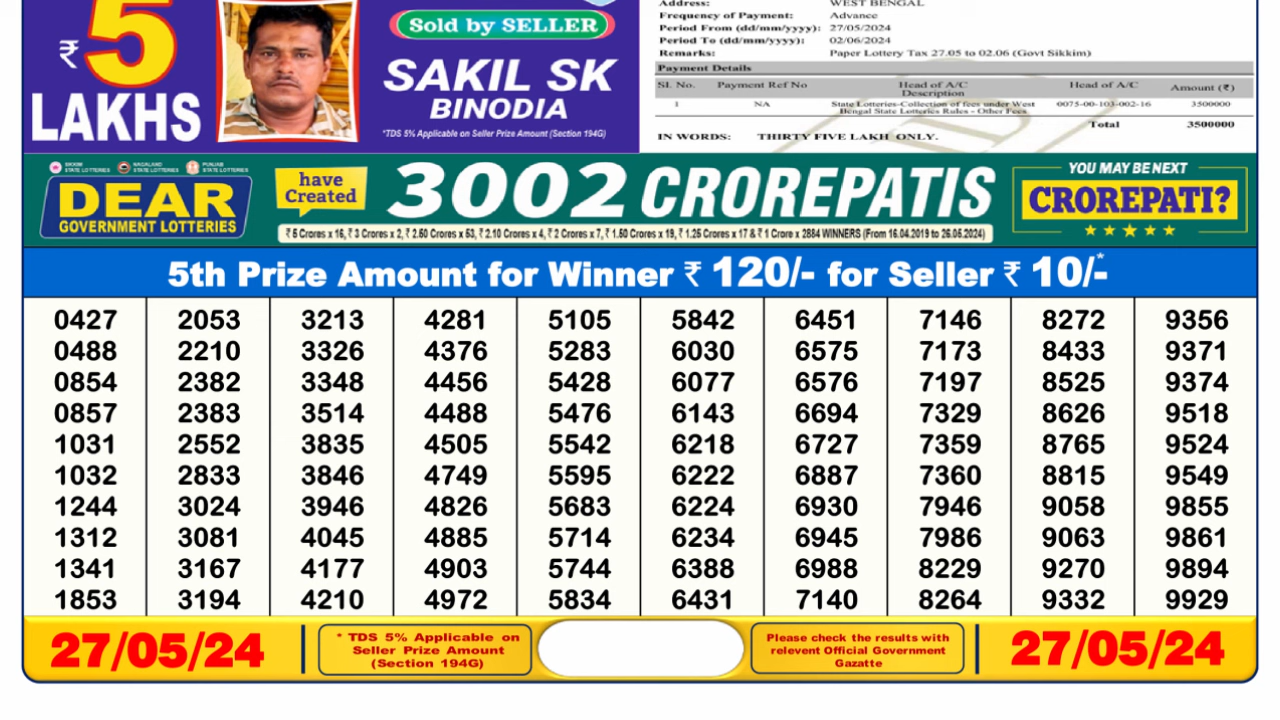 ₹ 5
LAKHS
Sold by SELLER
SAKIL SK
BINODIA
*TDS 5% Applicable on Seller Prize Amount (Section 194G)
Address: WEST BENGAL
Frequency of Payment: Advance
Period From (dd/mm/yyyy): 27/05/2024
Period To (dd/mm/yyyy): 02/06/2024
Remarks: Paper Lottery Tax 27.05 to 02.06 (Govt Sikkim)
Payment Details
Sl. No. Payment Ref No Head of A/C Description Head of A/C Amount (₹)
1 NA State Lotteries-Collection of fees under West Bengal State Lotteries Rules - Other Fees 0075-00-103-002-16 3500000
Total 3500000
IN WORDS: THIRTY FIVE LAKH ONLY.
SIKKIM STATE LOTTERIES NAGALAND STATE LOTTERIES PUNJAB STATE LOTTERIES
DEAR
GOVERNMENT LOTTERIES
have
Created
3002 CROREPATIS
₹ 5 Crores x 16, ₹ 3 Crores x 2, ₹ 2.50 Crores x 53, ₹ 2.10 Crores x 4, ₹ 2 Crores x 7, ₹ 1.50 Crores x 19, ₹ 1.25 Crores x 17 & ₹ 1 Crore x 2884 WINNERS (From 16.04.2019 to 26.05.2024)
YOU MAY BE NEXT
CROREPATI?
5th Prize Amount for Winner ₹ 120/- for Seller ₹ 10/-*
0427 2053 3213 4281 5105 5842 6451 7146 8272 9356
0488 2210 3326 4376 5283 6030 6575 7173 8433 9371
0854 2382 3348 4456 5428 6077 6576 7197 8525 9374
0857 2383 3514 4488 5476 6143 6694 7329 8626 9518
1031 2552 3835 4505 5542 6218 6727 7359 8765 9524
1032 2833 3846 4749 5595 6222 6887 7360 8815 9549
1244 3024 3946 4826 5683 6224 6930 7946 9058 9855
1312 3081 4045 4885 5714 6234 6945 7986 9063 9861
1341 3167 4177 4903 5744 6388 6988 8229 9270 9894
1853 3194 4210 4972 5834 6431 7140 8264 9332 9929
27/05/24
* TDS 5% Applicable on
Seller Prize Amount
(Section 194G)
Please check the results with
relevent Official Government
Gazatte
27/05/24